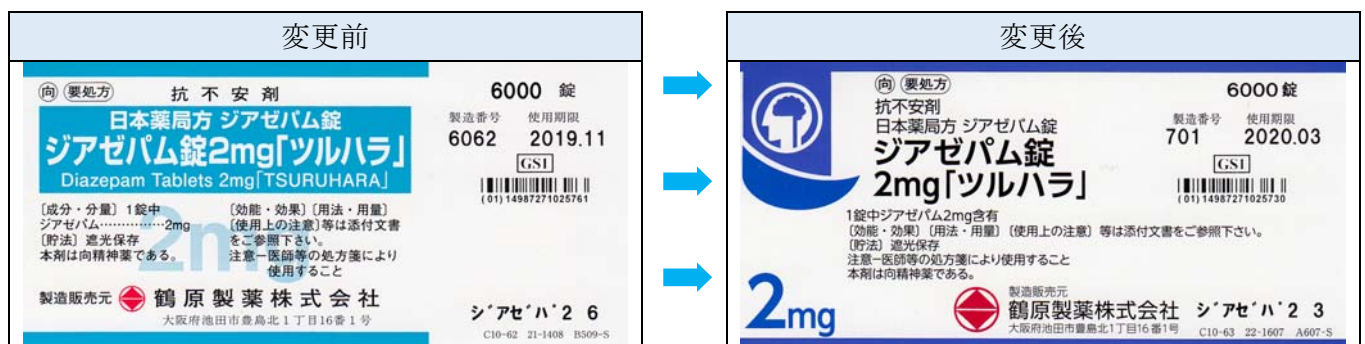 変更前
向 要処方 抗不安剤
日本薬局方 ジアゼパム錠
ジアゼパム錠2mg「ツルハラ」
Diazepam Tablets 2mg「TSURUHARA」
〔成分・分量〕1錠中
ジアゼパム……………2mg
〔貯法〕遮光保存
本剤は向精神薬である。
〔効能・効果〕〔用法・用量〕
〔使用上の注意〕等は添付文書
をご参照下さい。
注意−医師等の処方箋により
使用すること
2mg
製造販売元 鶴原製薬株式会社
大阪府池田市豊島北1丁目16番1号
6000 錠
製造番号 使用期限
6062 2019.11
GS1
(01)14987271025761
ジアゼパ26
C10-62 21-1408 B509-S
変更後
向 要処方
抗不安剤
日本薬局方 ジアゼパム錠
ジアゼパム錠
2mg「ツルハラ」
6000錠
製造番号 使用期限
701 2020.03
GS1
(01)14987271025730
1錠中ジアゼパム2mg含有
〔効能・効果〕〔用法・用量〕〔使用上の注意〕等は添付文書をご参照下さい。
〔貯法〕遮光保存
注意−医師等の処方箋により使用すること
本剤は向精神薬である。
2mg
製造販売元
鶴原製薬株式会社
大阪府池田市豊島北1丁目16番1号
ジアゼパ23
C10-63 22-1607 A607-S